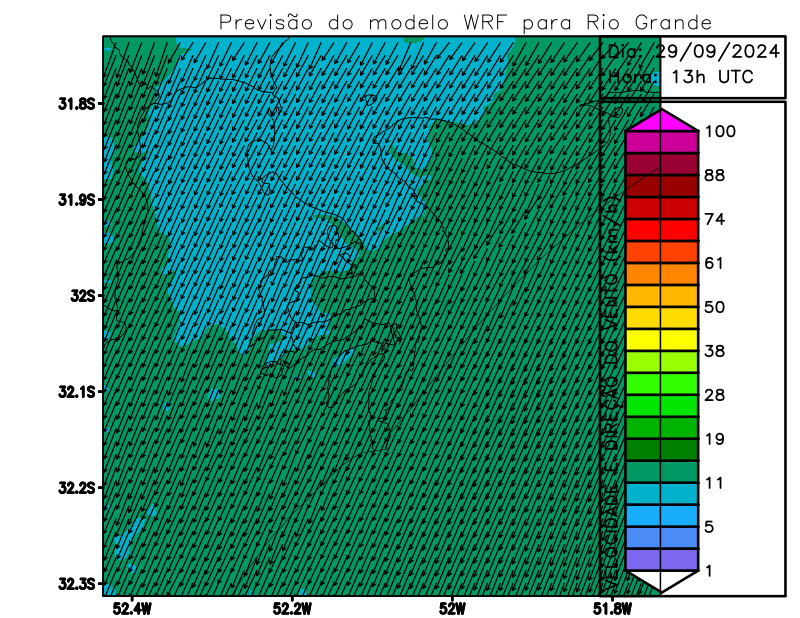 Previsão do modelo WRF para Rio Grande
Dia: 29/09/2024
Hora: 13h UTC
31.8S
31.9S
32S
32.1S
32.2S
32.3S
52.4W
52.2W
52W
51.8W
VELOCIDADE E DIREÇÃO DO VENTO (km/h)
100
88
74
61
50
38
28
19
11
5
1